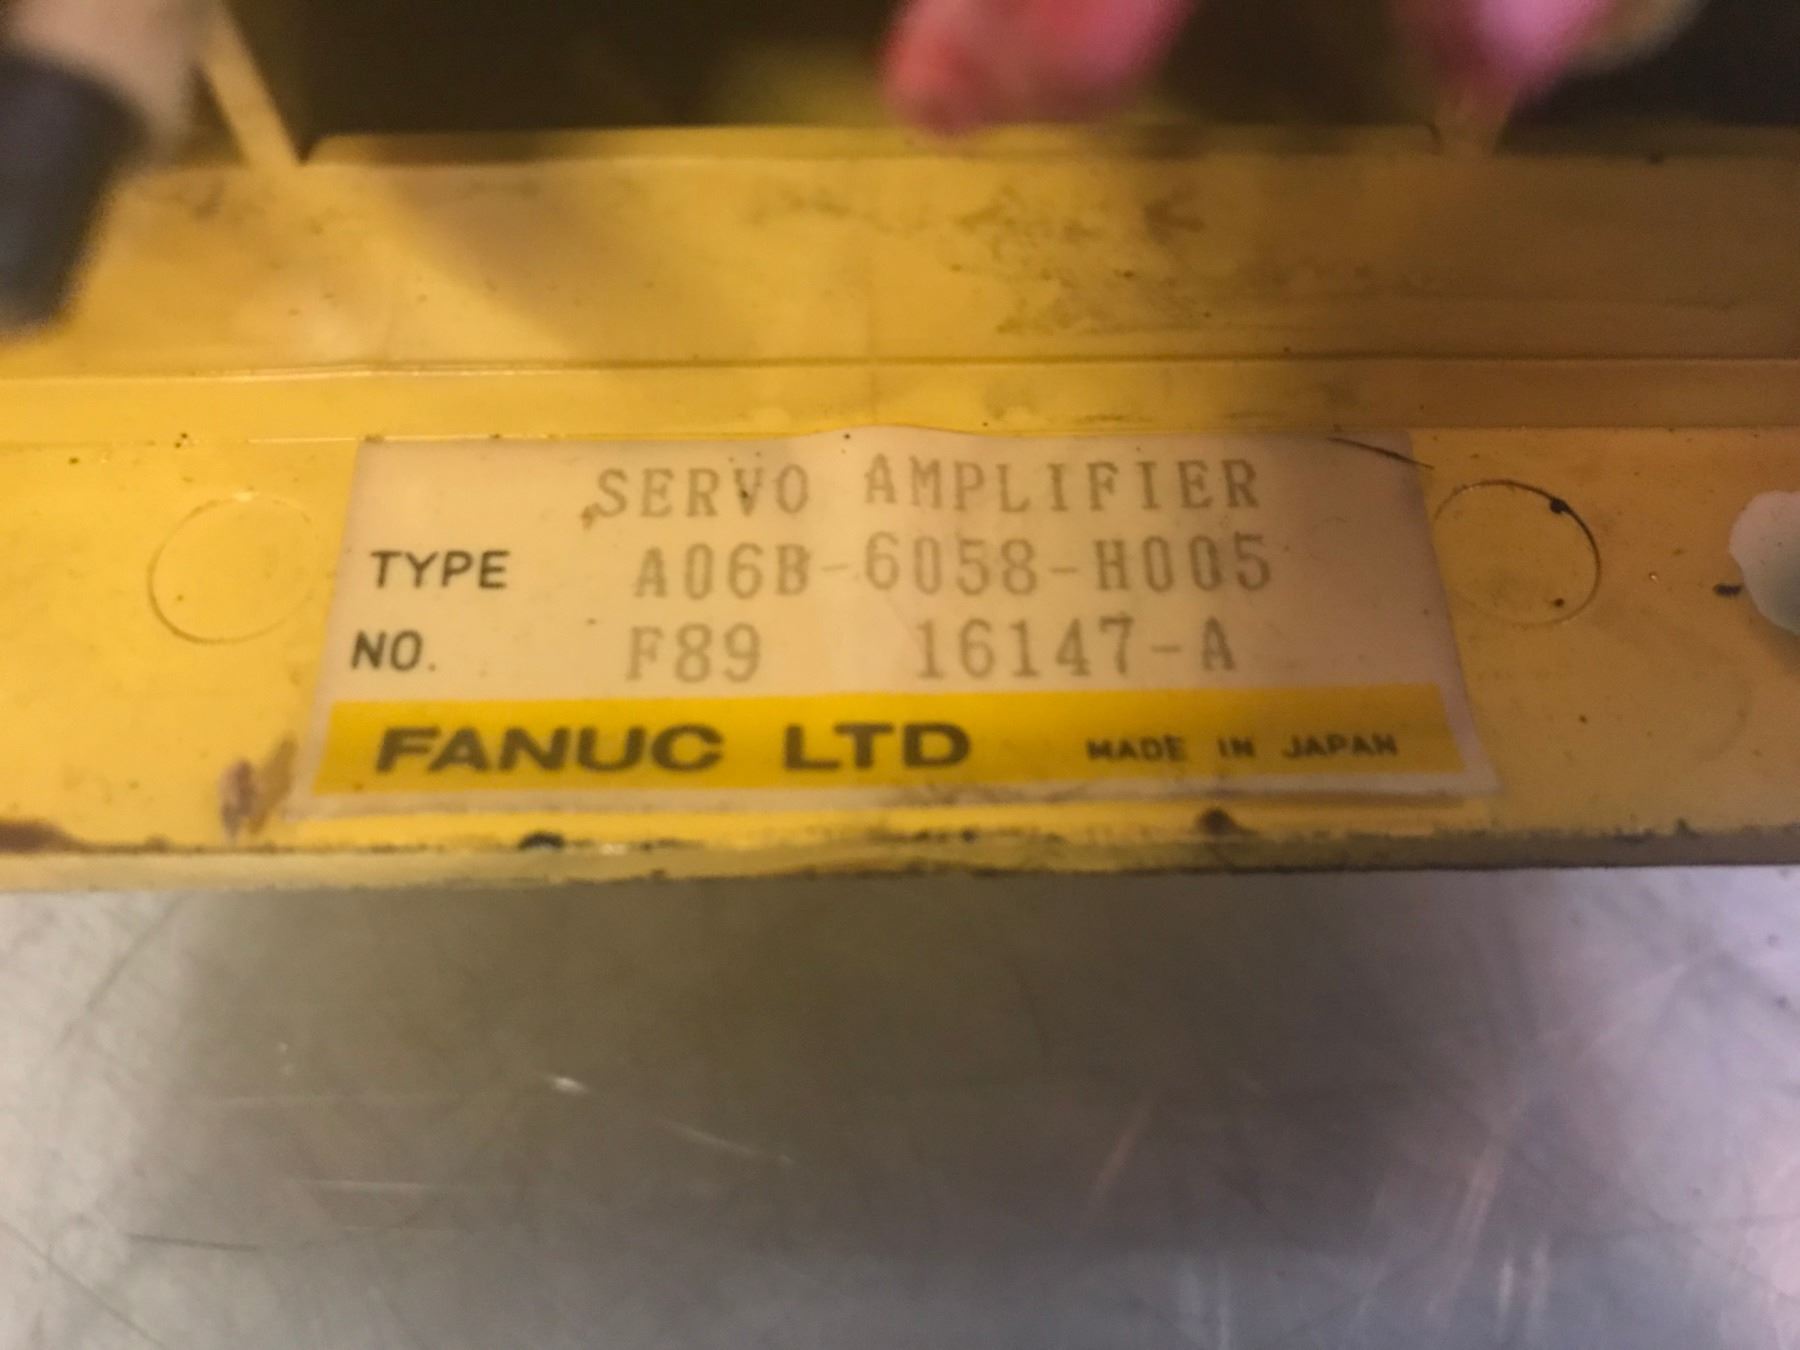 SERVO AMPLIFIER
TYPE A06B-6058-H005
NO. F89 16147-A
FANUC LTD MADE IN JAPAN